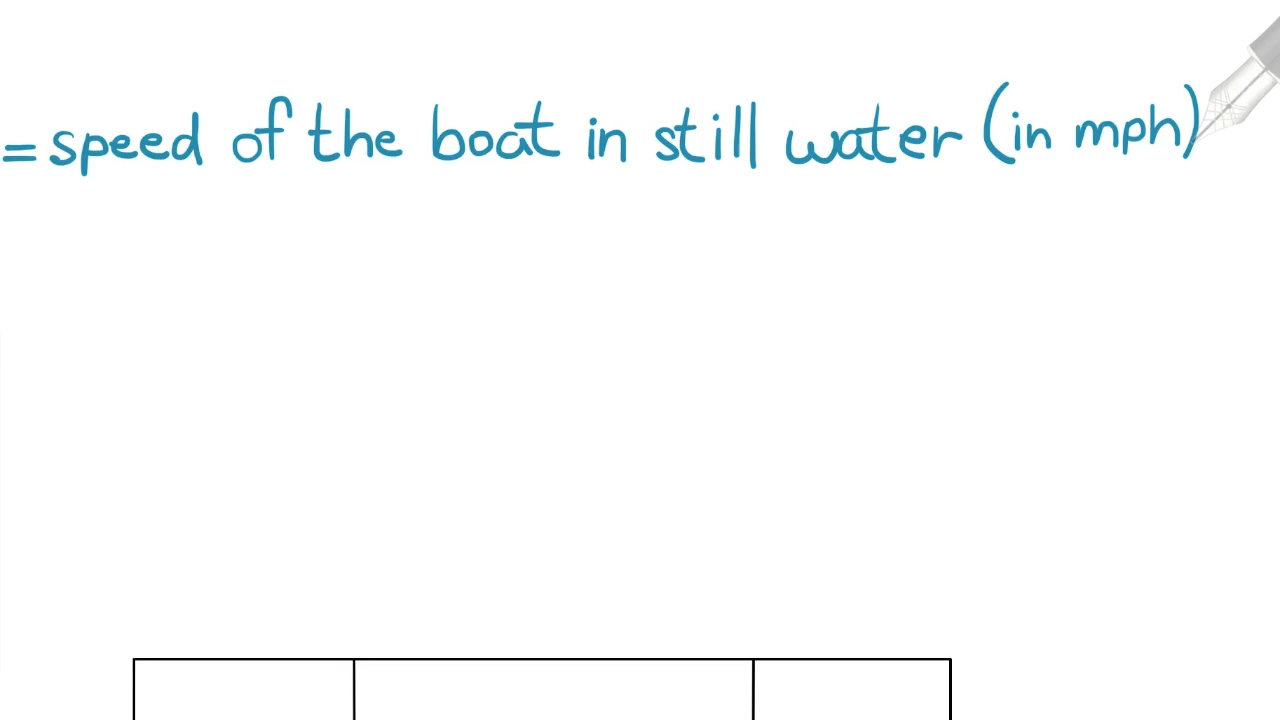 = speed of the boat in still water (in mph)